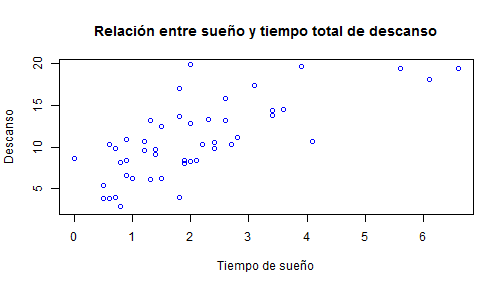 Relación entre sueño y tiempo total de descanso
Descanso
20
15
10
5
0 1 2 3 4 5 6
Tiempo de sueño